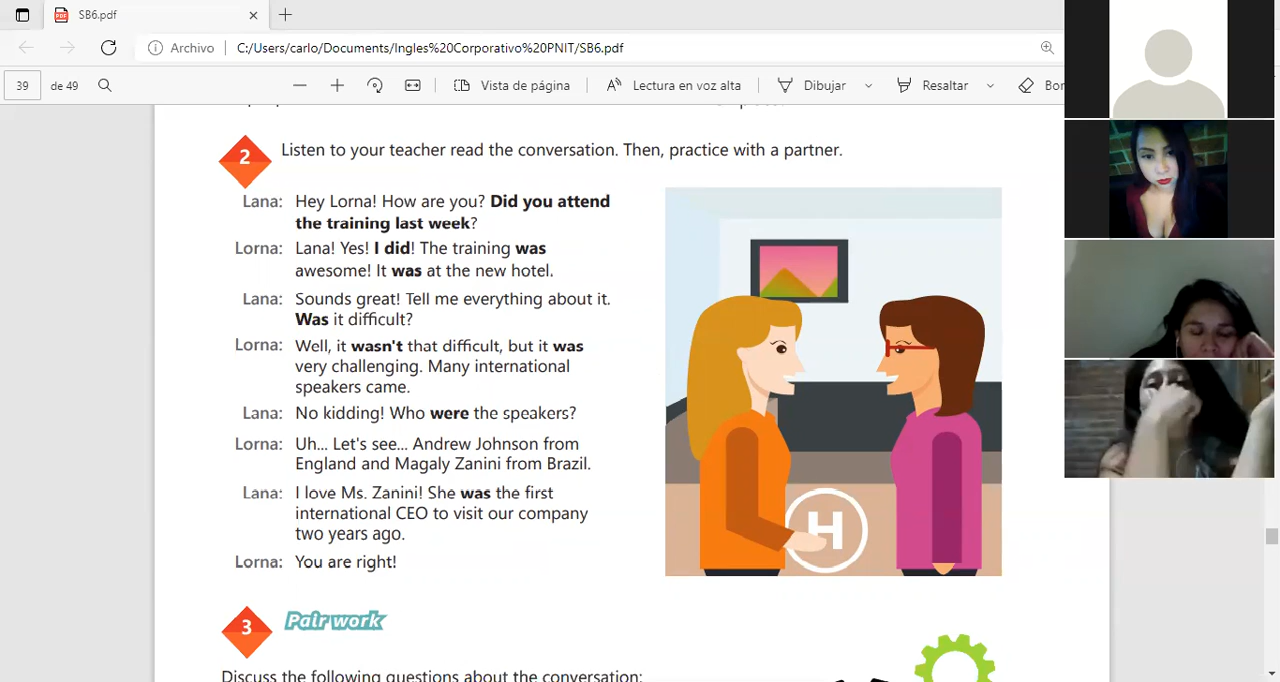 SB6.pdf
Archivo C:/Users/carlo/Documents/Ingles%20Corporativo%20PNIT/SB6.pdf
39 de 49 Vista de página Lectura en voz alta Dibujar Resaltar Bor
2 Listen to your teacher read the conversation. Then, practice with a partner.
Lana: Hey Lorna! How are you? Did you attend
the training last week?
Lorna: Lana! Yes! I did! The training was
awesome! It was at the new hotel.
Lana: Sounds great! Tell me everything about it.
Was it difficult?
Lorna: Well, it wasn't that difficult, but it was
very challenging. Many international
speakers came.
Lana: No kidding! Who were the speakers?
Lorna: Uh... Let's see... Andrew Johnson from
England and Magaly Zanini from Brazil.
Lana: I love Ms. Zanini! She was the first
international CEO to visit our company
two years ago.
Lorna: You are right!
H
3 Pair work
Discuss the following questions about the conversation: